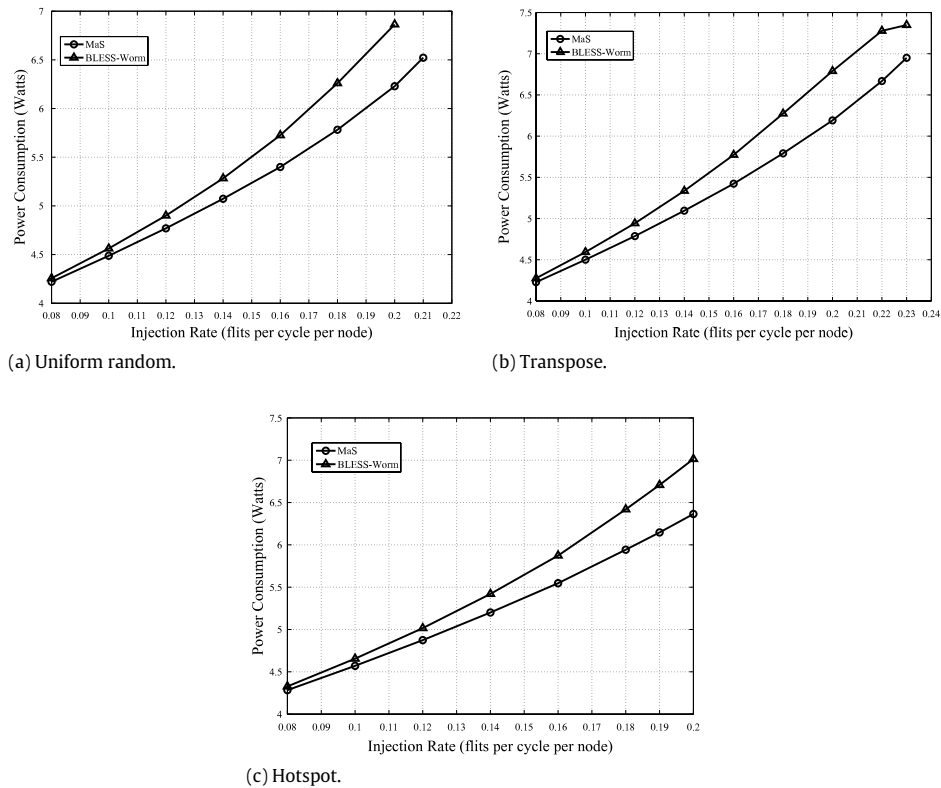 7
6.5
6
5.5
5
4.5
4
Power Consumption (Watts)
MaS
BLESS-Worm
0.08 0.09 0.1 0.11 0.12 0.13 0.14 0.15 0.16 0.17 0.18 0.19 0.2 0.21 0.22
Injection Rate (flits per cycle per node)
(a) Uniform random.
7.5
7
6.5
6
5.5
5
4.5
4
Power Consumption (Watts)
MaS
BLESS-Worm
0.08 0.09 0.1 0.11 0.12 0.13 0.14 0.15 0.16 0.17 0.18 0.19 0.2 0.21 0.22 0.23 0.24
Injection Rate (flits per cycle per node)
(b) Transpose.
7.5
7
6.5
6
5.5
5
4.5
4
Power Consumption (Watts)
MaS
BLESS-Worm
0.08 0.09 0.1 0.11 0.12 0.13 0.14 0.15 0.16 0.17 0.18 0.19 0.2
Injection Rate (flits per cycle per node)
(c) Hotspot.